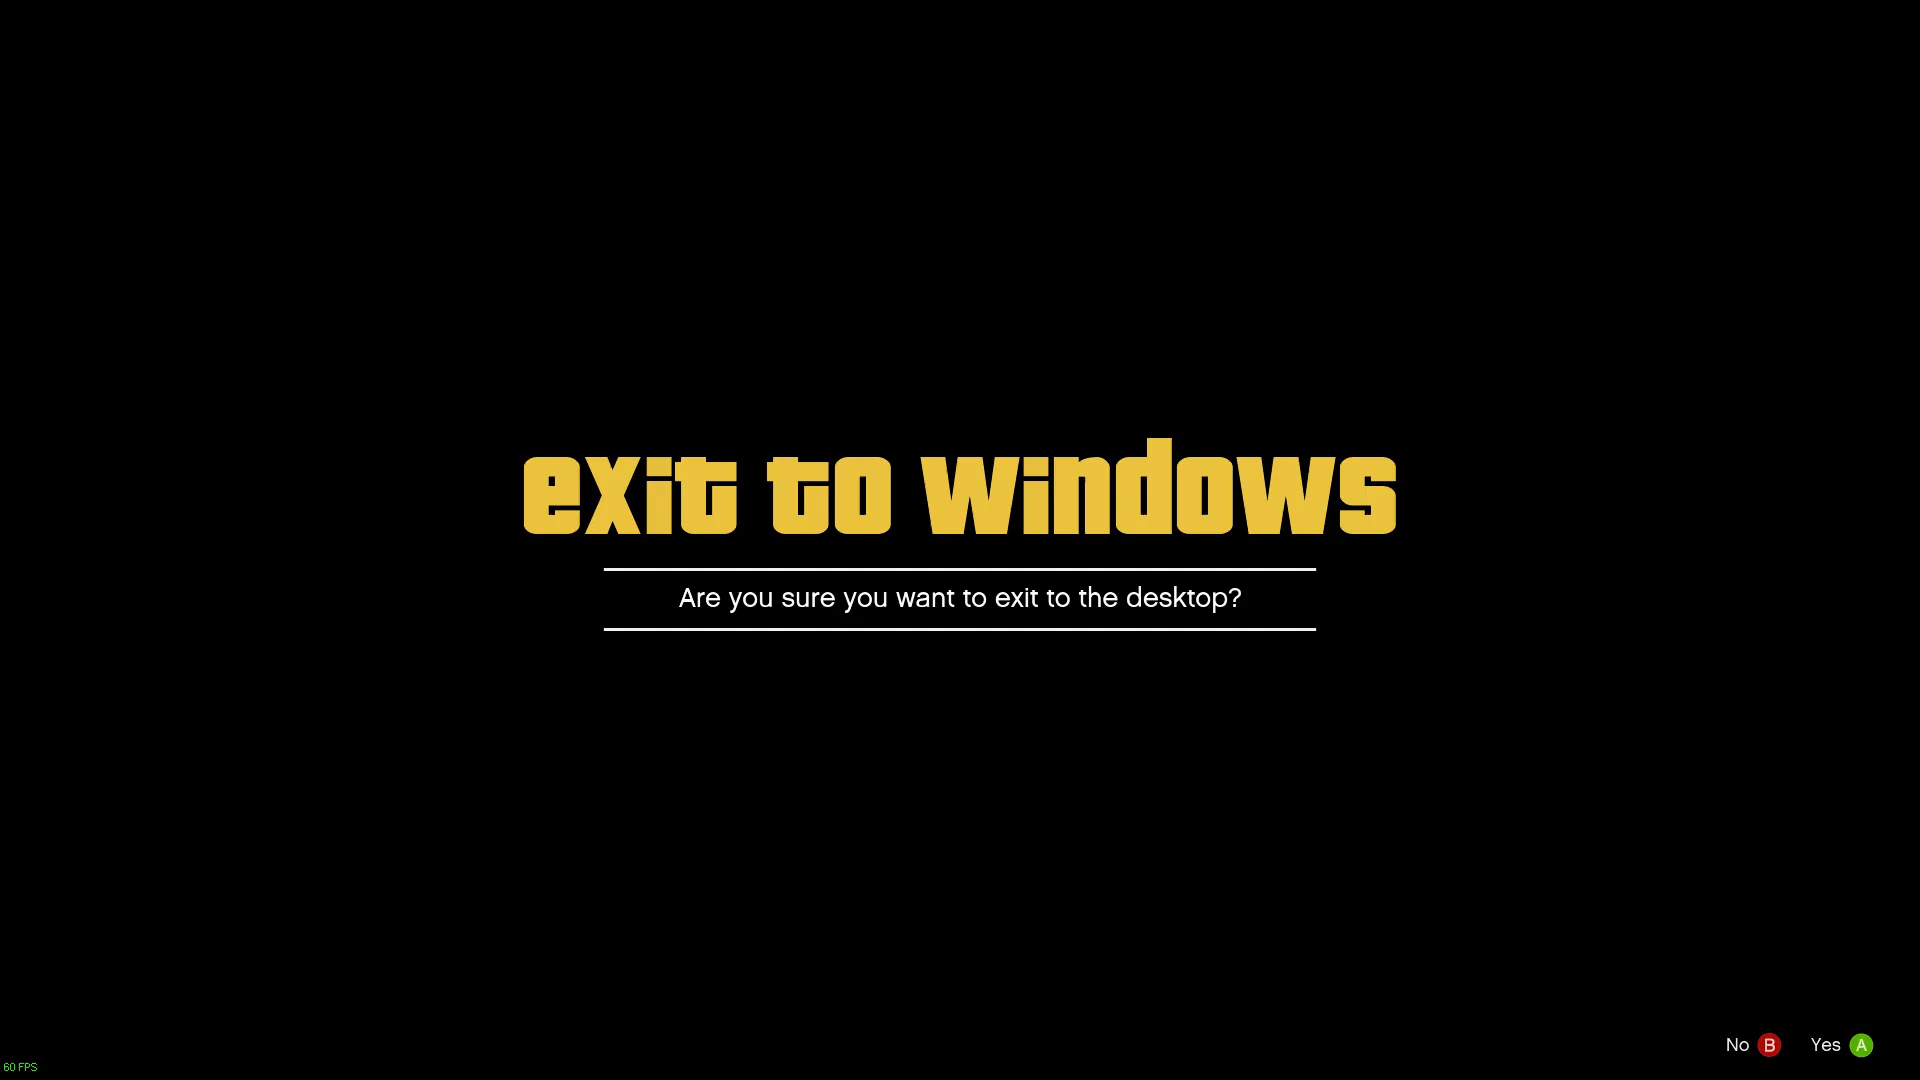 exit to windows
Are you sure you want to exit to the desktop?
No B Yes A
60 FPS